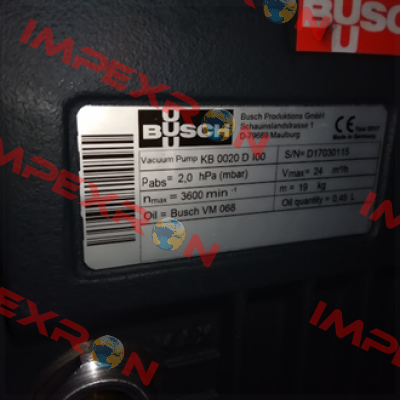 BUSCH
U
IMPEXRON
U
BUSCH
U
Busch Produktions GmbH
Schauinslandstrasse 1
D-79689 Maulburg
CE
Made in Germany
Vacuum Pump KB 0020 D I00
S/N= D17030115
Pabs= 2,0 hPa (mbar)
Vmax= 24 m³/h
nmax= 3600 min⁻¹
m = 19 kg
Oil = Busch VM 068
Oil quantity = 0,45 L
IMPEXRON
IMPEXRON